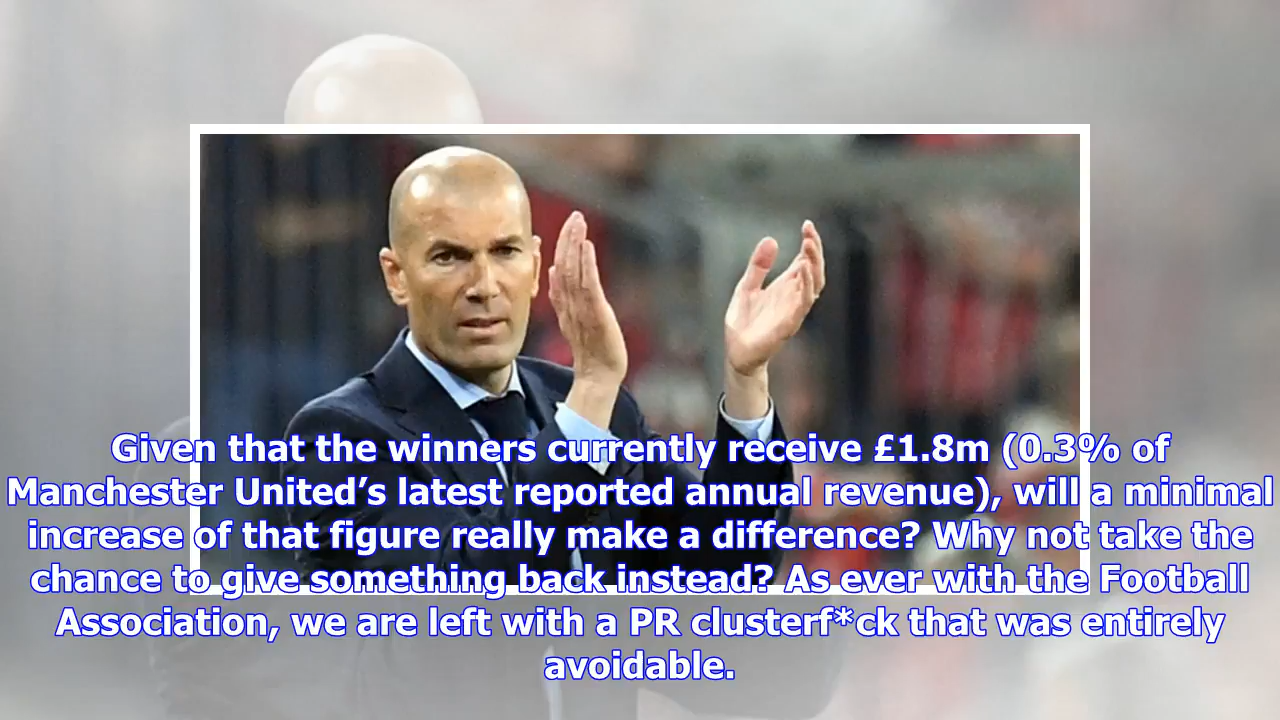 Given that the winners currently receive £1.8m (0.3% of
Manchester United’s latest reported annual revenue), will a minimal
increase of that figure really make a difference? Why not take the
chance to give something back instead? As ever with the Football
Association, we are left with a PR clusterf*ck that was entirely
avoidable.